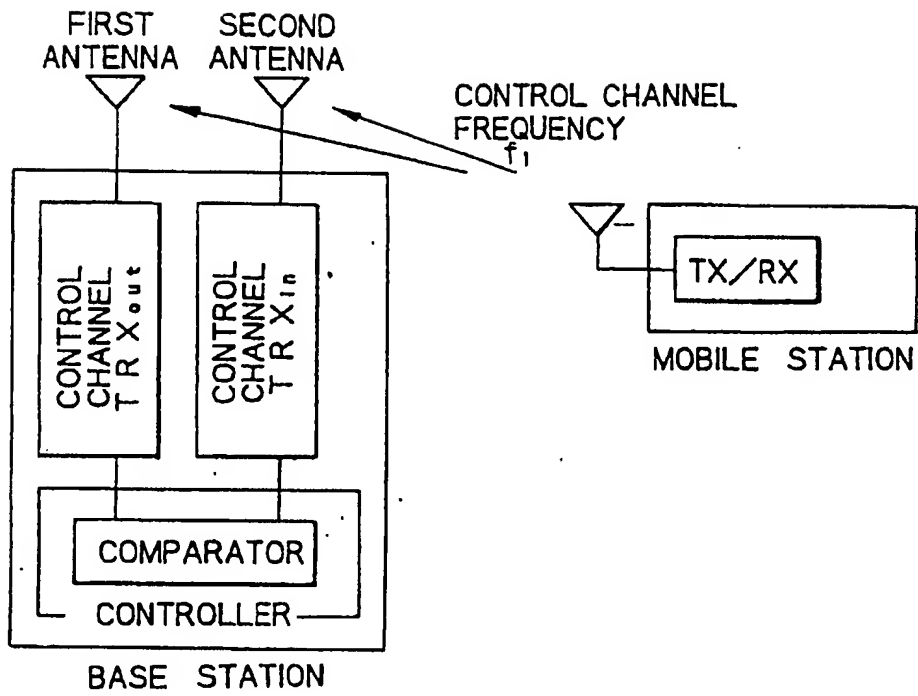 FIRST
ANTENNA
SECOND
ANTENNA
CONTROL CHANNEL
FREQUENCY
f1
CONTROL
CHANNEL
TRXout
CONTROL
CHANNEL
TRXin
TX/RX
MOBILE STATION
COMPARATOR
CONTROLLER
BASE STATION